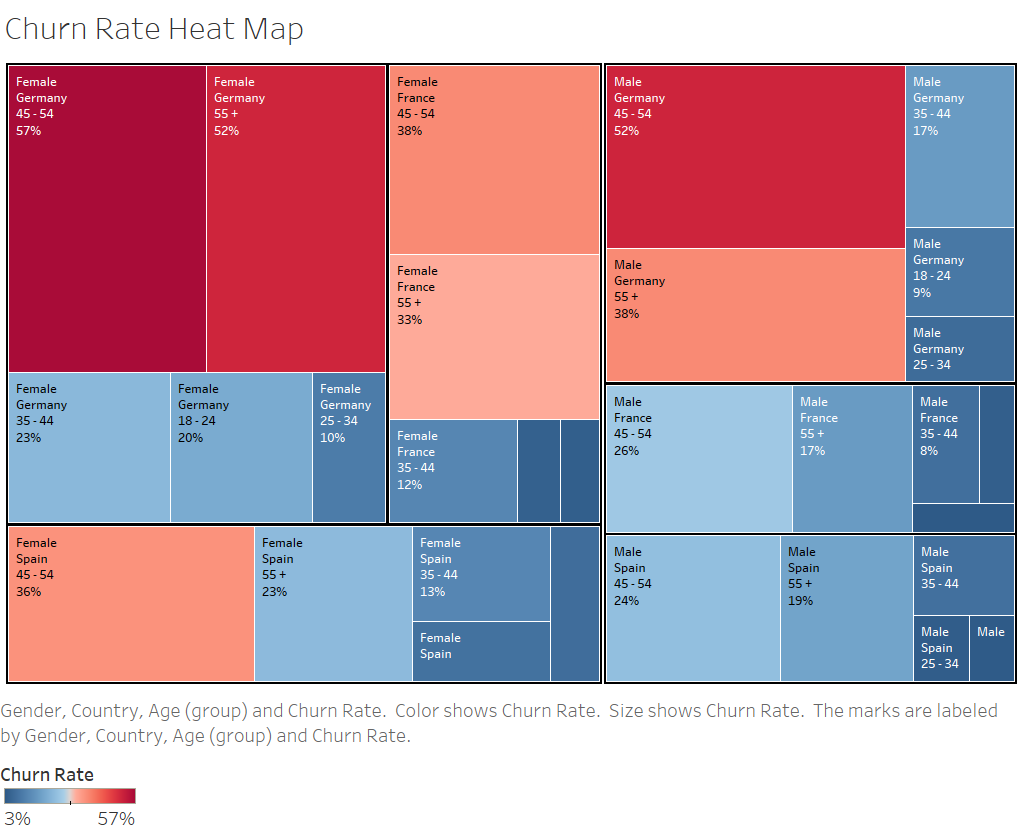 Churn Rate Heat Map
Female
Germany
45 - 54
57%
Female
Germany
55 +
52%
Female
France
45 - 54
38%
Male
Germany
45 - 54
52%
Male
Germany
35 - 44
17%
Male
Germany
18 - 24
9%
Female
France
55 +
33%
Male
Germany
55 +
38%
Male
Germany
25 - 34
Female
Germany
35 - 44
23%
Female
Germany
18 - 24
20%
Female
Germany
25 - 34
10%
Female
France
35 - 44
12%
Male
France
45 - 54
26%
Male
France
55 +
17%
Male
France
35 - 44
8%
Female
Spain
45 - 54
36%
Female
Spain
55 +
23%
Female
Spain
35 - 44
13%
Female
Spain
Male
Spain
45 - 54
24%
Male
Spain
55 +
19%
Male
Spain
35 - 44
Male
Spain
25 - 34
Male
Gender, Country, Age (group) and Churn Rate.  Color shows Churn Rate.  Size shows Churn Rate.  The marks are labeled
by Gender, Country, Age (group) and Churn Rate.
Churn Rate
3% 57%